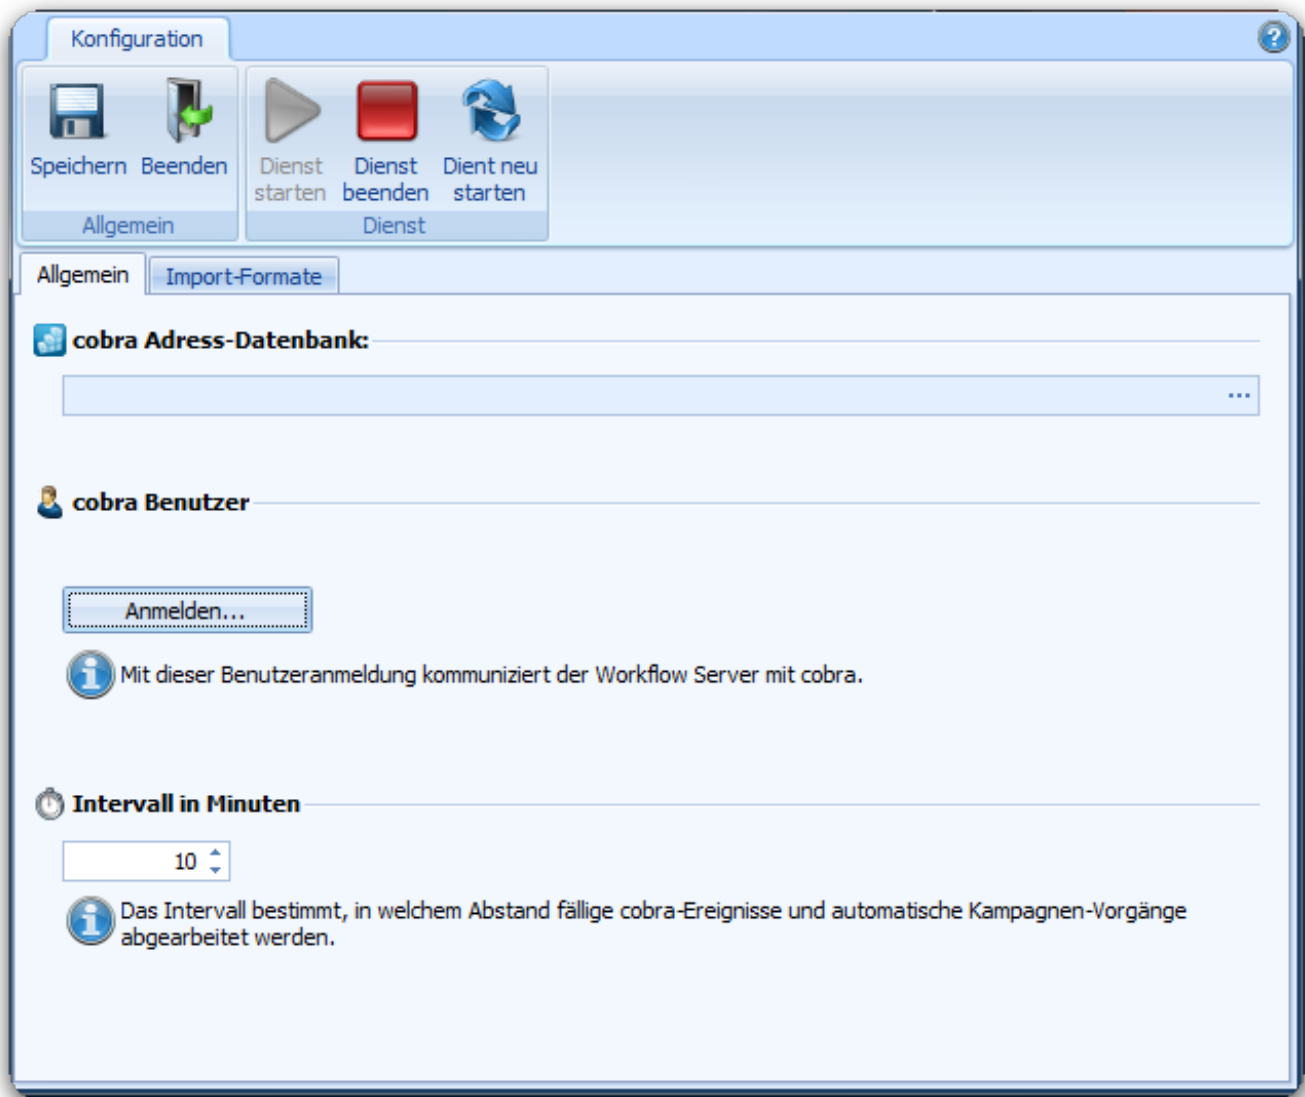 Konfiguration
Speichern Beenden Dienst starten Dienst beenden Dient neu starten
Allgemein Dienst
Allgemein Import-Formate
cobra Adress-Datenbank:
...
cobra Benutzer
Anmelden...
Mit dieser Benutzeranmeldung kommuniziert der Workflow Server mit cobra.
Intervall in Minuten
10
Das Intervall bestimmt, in welchem Abstand fällige cobra-Ereignisse und automatische Kampagnen-Vorgänge
abgearbeitet werden.